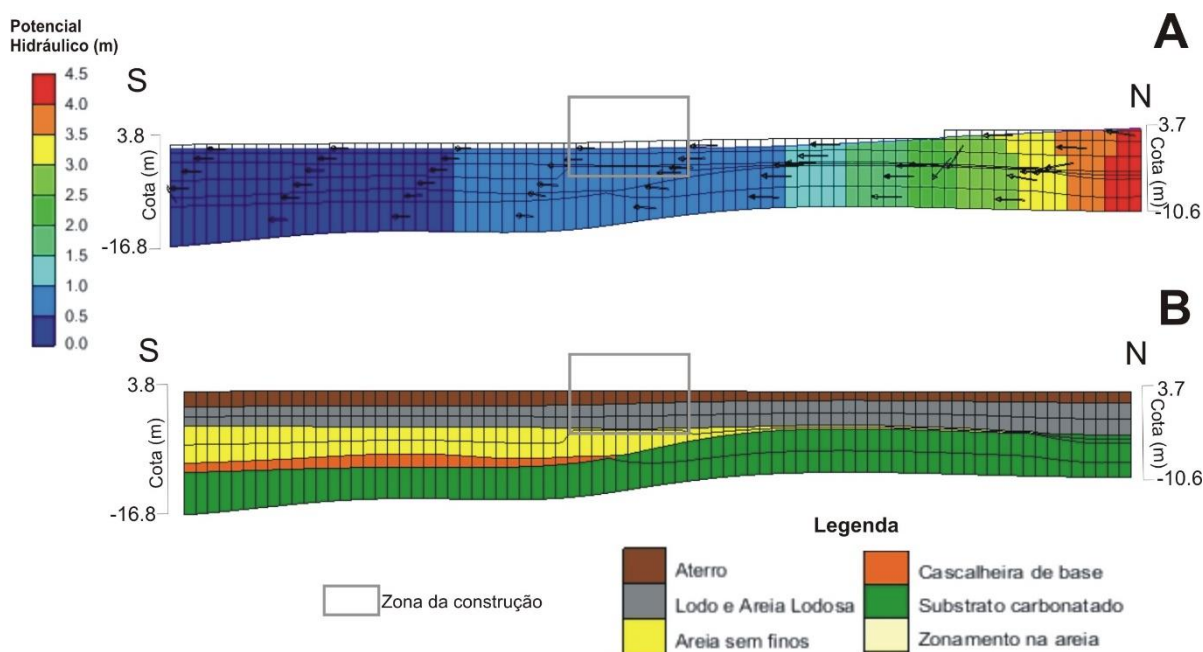 Potencial
Hidráulico (m)
4.5
4.0
3.5
3.0
2.5
2.0
1.5
1.0
0.5
0.0
A
S
N
3.8
Cota (m)
-16.8
3.7
Cota (m)
-10.6
B
S
N
3.8
Cota (m)
-16.8
3.7
Cota (m)
-10.6
Legenda
Zona da construção
Aterro
Lodo e Areia Lodosa
Areia sem finos
Cascalheira de base
Substrato carbonatado
Zonamento na areia